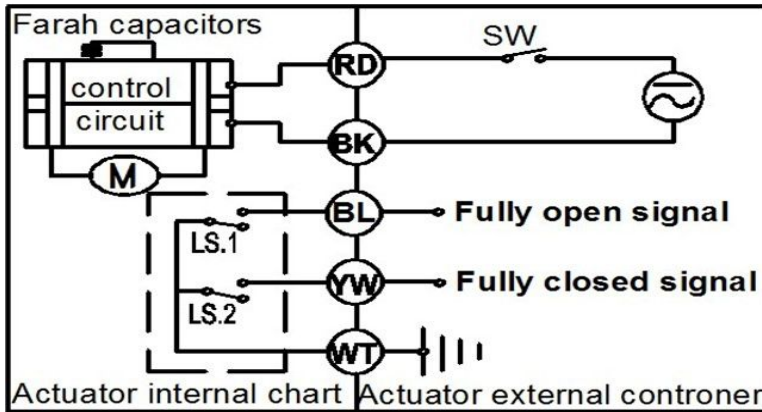 Farah capacitors
control
circuit
M
LS.1
LS.2
RD
BK
BL
YW
WT
SW
Fully open signal
Fully closed signal
Actuator internal chart
Actuator external controner